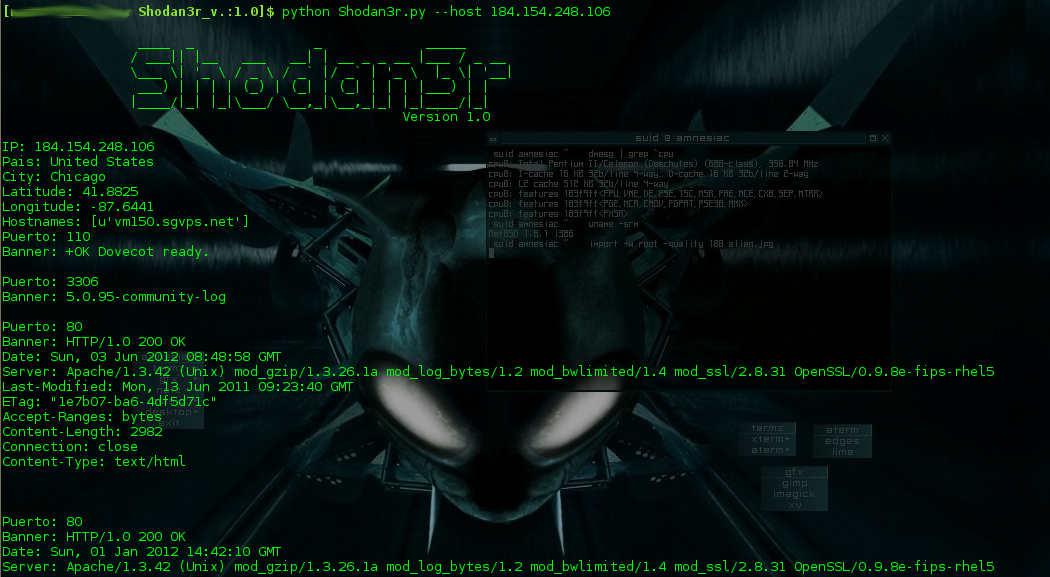 [ Shodan3r_v.:1.0]$ python Shodan3r.py --host 184.154.248.106
Shodan3r
Version 1.0
IP: 184.154.248.106
Pais: United States
City: Chicago
Latitude: 41.8825
Longitude: -87.6441
Hostnames: [u'vm150.sgvps.net']
Puerto: 110
Banner: +OK Dovecot ready.
Puerto: 3306
Banner: 5.0.95-community-log
Puerto: 80
Banner: HTTP/1.0 200 OK
Date: Sun, 03 Jun 2012 08:48:58 GMT
Server: Apache/1.3.42 (Unix) mod_gzip/1.3.26.1a mod_log_bytes/1.2 mod_bwlimited/1.4 mod_ssl/2.8.31 OpenSSL/0.9.8e-fips-rhel5
Last-Modified: Mon, 13 Jun 2011 09:23:40 GMT
ETag: "1e7b07-ba6-4df5d71c"
Accept-Ranges: bytes
Content-Length: 2982
Connection: close
Content-Type: text/html
Puerto: 80
Banner: HTTP/1.0 200 OK
Date: Sun, 01 Jan 2012 14:42:10 GMT
Server: Apache/1.3.42 (Unix) mod_gzip/1.3.26.1a mod_log_bytes/1.2 mod_bwlimited/1.4 mod_ssl/2.8.31 OpenSSL/0.9.8e-fips-rhel5
suid @ amnesiac
suid amnesiac ~ dmesg | grep ^cpu
cpu0: Intel Pentium II/Celeron (Deschutes) (686-class), 350.84 MHz
cpu0: I-cache 16 KB 32b/line 4-way, D-cache 16 KB 32b/line 2-way
cpu0: L2 cache 512 KB 32b/line 4-way
cpu0: features 183f9ff<FPU,VME,DE,PSE,TSC,MSR,PAE,MCE,CX8,SEP,MTRR>
cpu0: features 183f9ff<PGE,MCA,CMOV,FGPAT,PSE36,MMX>
cpu0: features 183f9ff<FXSR>
suid amnesiac ~ uname -srm
NetBSD 1.6.1 i386
suid amnesiac ~ import -w root -quality 100 alien.jpg
desktop+
exit
termz
xterm+
aterm+
aterm
edges
lime
gfx
gimp
imagick
xv